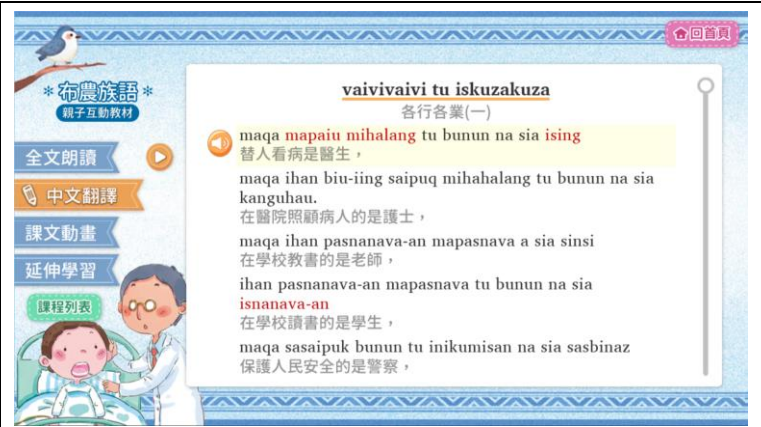 回首頁
*布農族語*
親子互動教材
全文朗讀
中文翻譯
課文動畫
延伸學習
課程列表
vaivivaivi tu iskuzakuza
各行各業(一)
maqa mapaiu mihalang tu bunun na sia ising
替人看病是醫生，
maqa ihan biu-iing saipuq mihahalang tu bunun na sia
kanguhau.
在醫院照顧病人的是護士，
maqa ihan pasnanava-an mapasnava a sia sinsi
在學校教書的是老師，
ihan pasnanava-an mapasnava tu bunun na sia
isnanava-an
在學校讀書的是學生，
maqa sasaipuk bunun tu inikumisan na sia sasbinaz
保護人民安全的是警察，